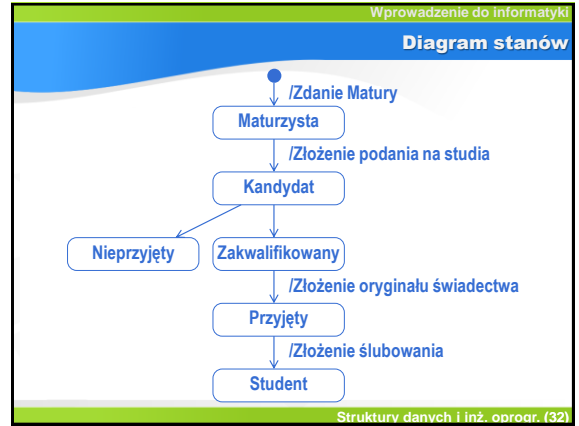 Wprowadzenie do informatyki
Diagram stanów
/Zdanie Matury
Maturzysta
/Złożenie podania na studia
Kandydat
Nieprzyjęty
Zakwalifikowany
/Złożenie oryginału świadectwa
Przyjęty
/Złożenie ślubowania
Student
Struktury danych i inż. oprogr. (32)